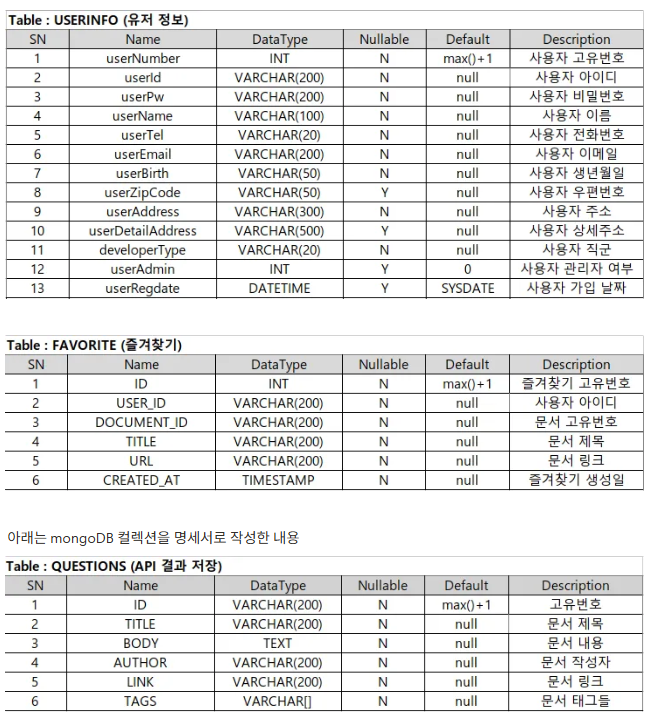 Table : USERINFO (유저 정보)
SN Name DataType Nullable Default Description
1 userNumber INT N max()+1 사용자 고유번호
2 userId VARCHAR(200) N null 사용자 아이디
3 userPw VARCHAR(200) N null 사용자 비밀번호
4 userName VARCHAR(100) N null 사용자 이름
5 userTel VARCHAR(20) N null 사용자 전화번호
6 userEmail VARCHAR(200) N null 사용자 이메일
7 userBirth VARCHAR(50) N null 사용자 생년월일
8 userZipCode VARCHAR(50) Y null 사용자 우편번호
9 userAddress VARCHAR(300) N null 사용자 주소
10 userDetailAddress VARCHAR(500) Y null 사용자 상세주소
11 developerType VARCHAR(20) N null 사용자 직군
12 userAdmin INT Y 0 사용자 관리자 여부
13 userRegdate DATETIME Y SYSDATE 사용자 가입 날짜
Table : FAVORITE (즐겨찾기)
SN Name DataType Nullable Default Description
1 ID INT N max()+1 즐겨찾기 고유번호
2 USER_ID VARCHAR(200) N null 사용자 아이디
3 DOCUMENT_ID VARCHAR(200) N null 문서 고유번호
4 TITLE VARCHAR(200) N null 문서 제목
5 URL VARCHAR(200) N null 문서 링크
6 CREATED_AT TIMESTAMP N null 즐겨찾기 생성일
아래는 mongoDB 컬렉션을 명세서로 작성한 내용
Table : QUESTIONS (API 결과 저장)
SN Name DataType Nullable Default Description
1 ID VARCHAR(200) N max()+1 고유번호
2 TITLE VARCHAR(200) N null 문서 제목
3 BODY TEXT N null 문서 내용
4 AUTHOR VARCHAR(200) N null 문서 작성자
5 LINK VARCHAR(200) N null 문서 링크
6 TAGS VARCHAR[] N null 문서 태그들